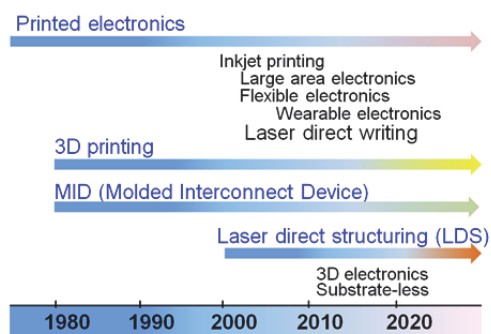 Printed electronics
Inkjet printing
Large area electronics
Flexible electronics
Wearable electronics
Laser direct writing
3D printing
MID (Molded Interconnect Device)
Laser direct structuring (LDS)
3D electronics
Substrate-less
1980 1990 2000 2010 2020